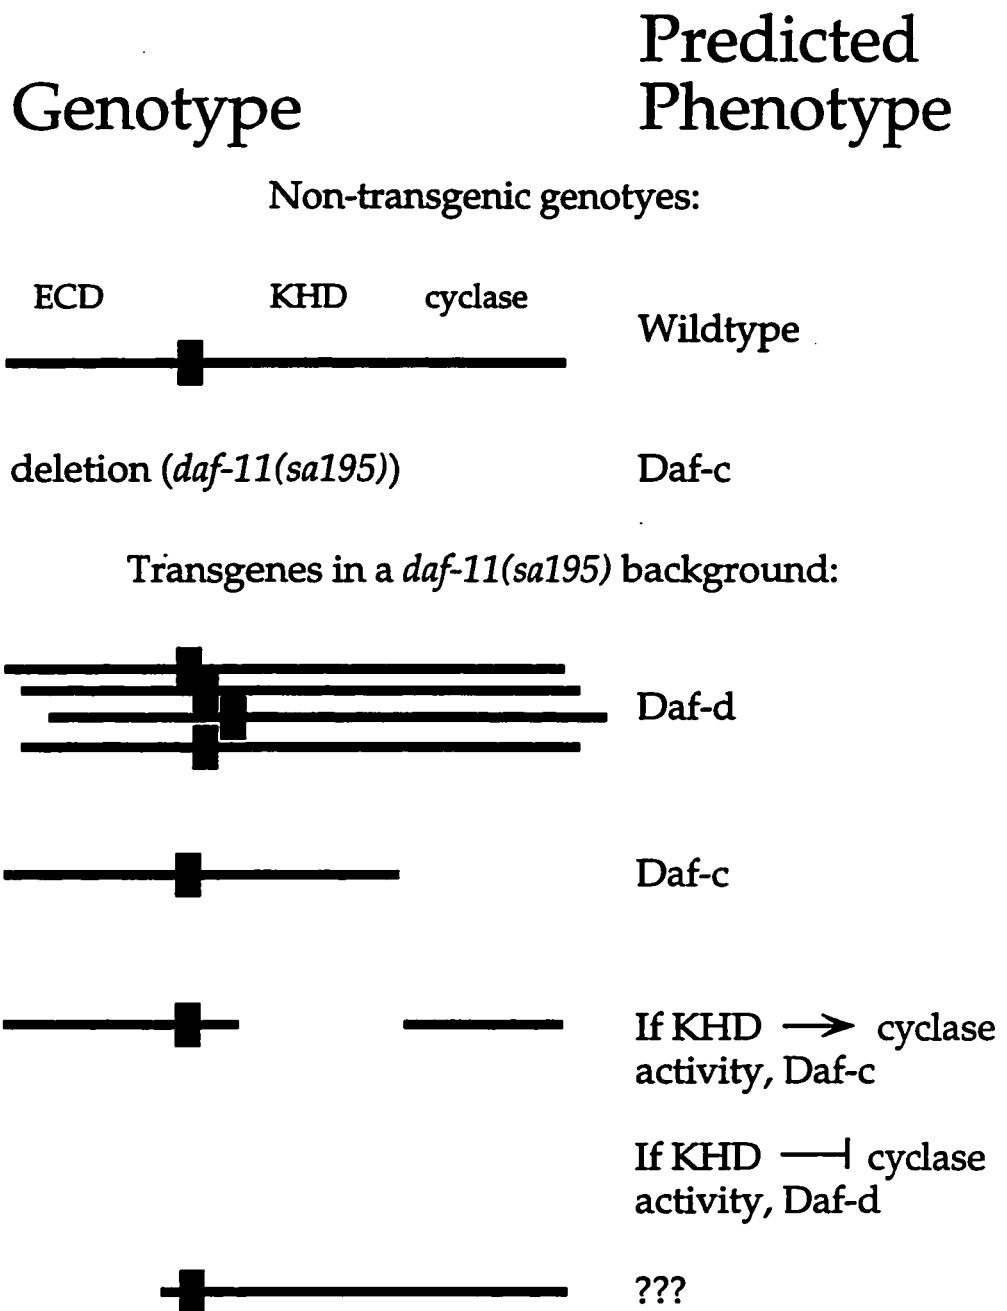 Genotype
Predicted
Phenotype
Non-transgenic genotyes:
ECD KHD cyclase
Wildtype
deletion (daf-11(sa195))
Daf-c
Transgenes in a daf-11(sa195) background:
Daf-d
Daf-c
If KHD → cyclase
activity, Daf-c
If KHD ⊣ cyclase
activity, Daf-d
???